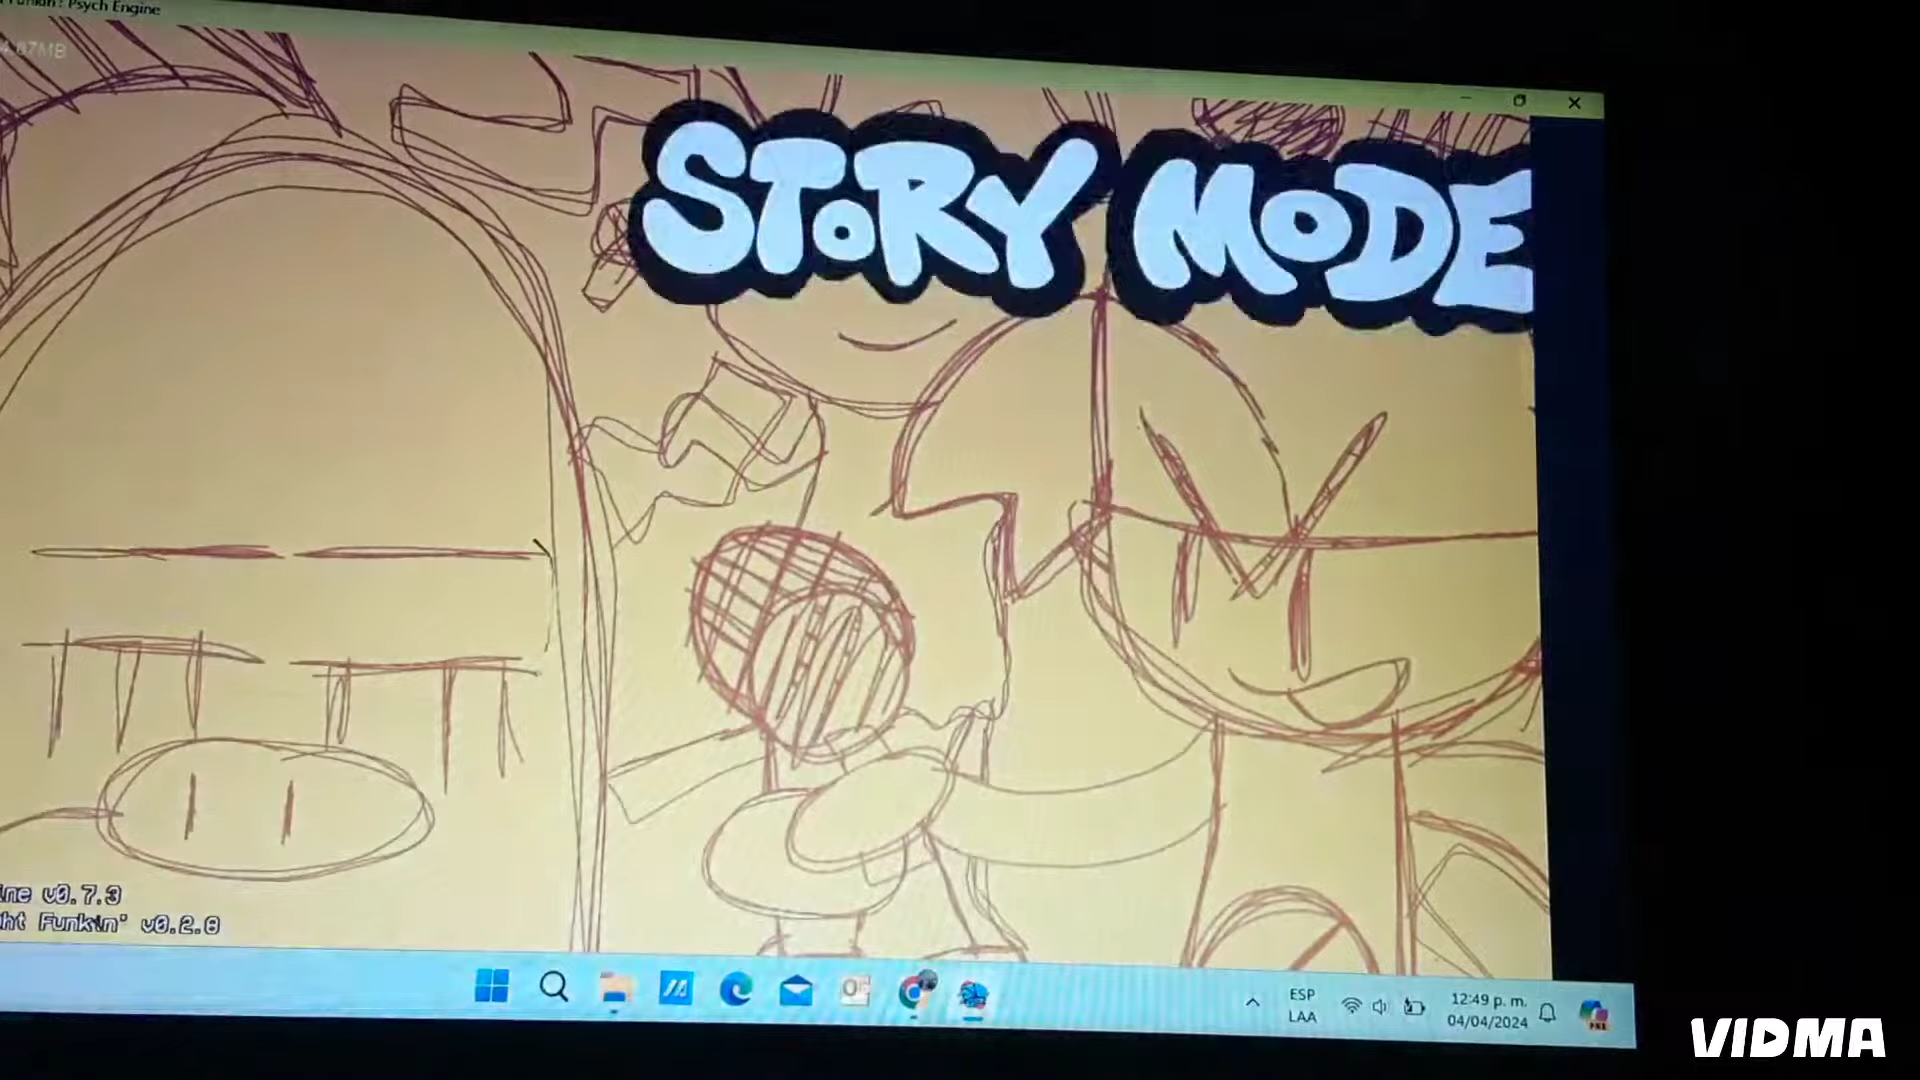 Psych Engine
STORY MODE
v0.7.3
Funkin' v0.2.8
ESP
LAA
12:49 p. m.
04/04/2024
VIDMA